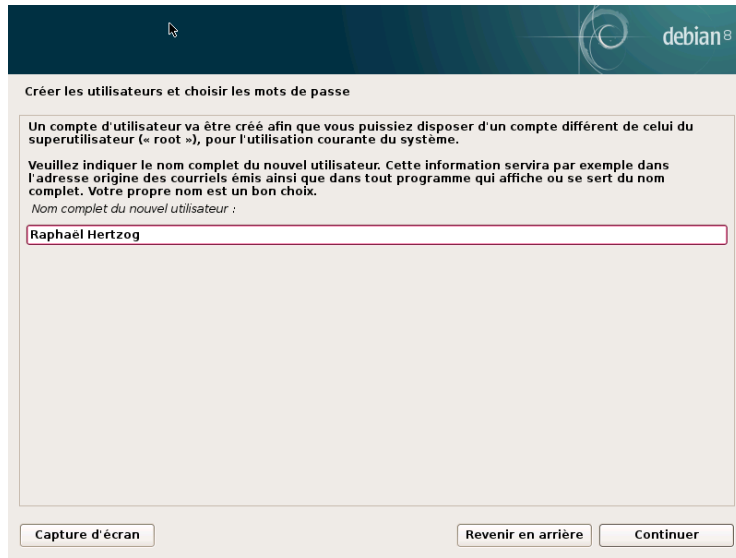 debian 8
Créer les utilisateurs et choisir les mots de passe
Un compte d'utilisateur va être créé afin que vous puissiez disposer d'un compte différent de celui du
superutilisateur (« root »), pour l'utilisation courante du système.
Veuillez indiquer le nom complet du nouvel utilisateur. Cette information servira par exemple dans
l'adresse origine des courriels émis ainsi que dans tout programme qui affiche ou se sert du nom
complet. Votre propre nom est un bon choix.
Nom complet du nouvel utilisateur :
Raphaël Hertzog
Capture d'écran
Revenir en arrière
Continuer